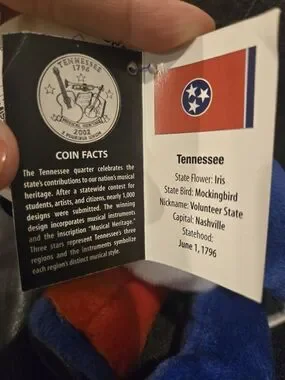 TENNESSEE
1796
MUSICAL HERITAGE
2002
E PLURIBUS UNUM
COIN FACTS
The Tennessee quarter celebrates the
state's contributions to our nation's musical
heritage. After a statewide contest for
students, artists, and citizens, nearly 1,000
designs were submitted. The winning
design incorporates musical instruments
and the inscription "Musical Heritage."
Three stars represent Tennessee's three
regions and the instruments symbolize
each region's distinct musical style.
Tennessee
State Flower: Iris
State Bird: Mockingbird
Nickname: Volunteer State
Capital: Nashville
Statehood:
June 1, 1796